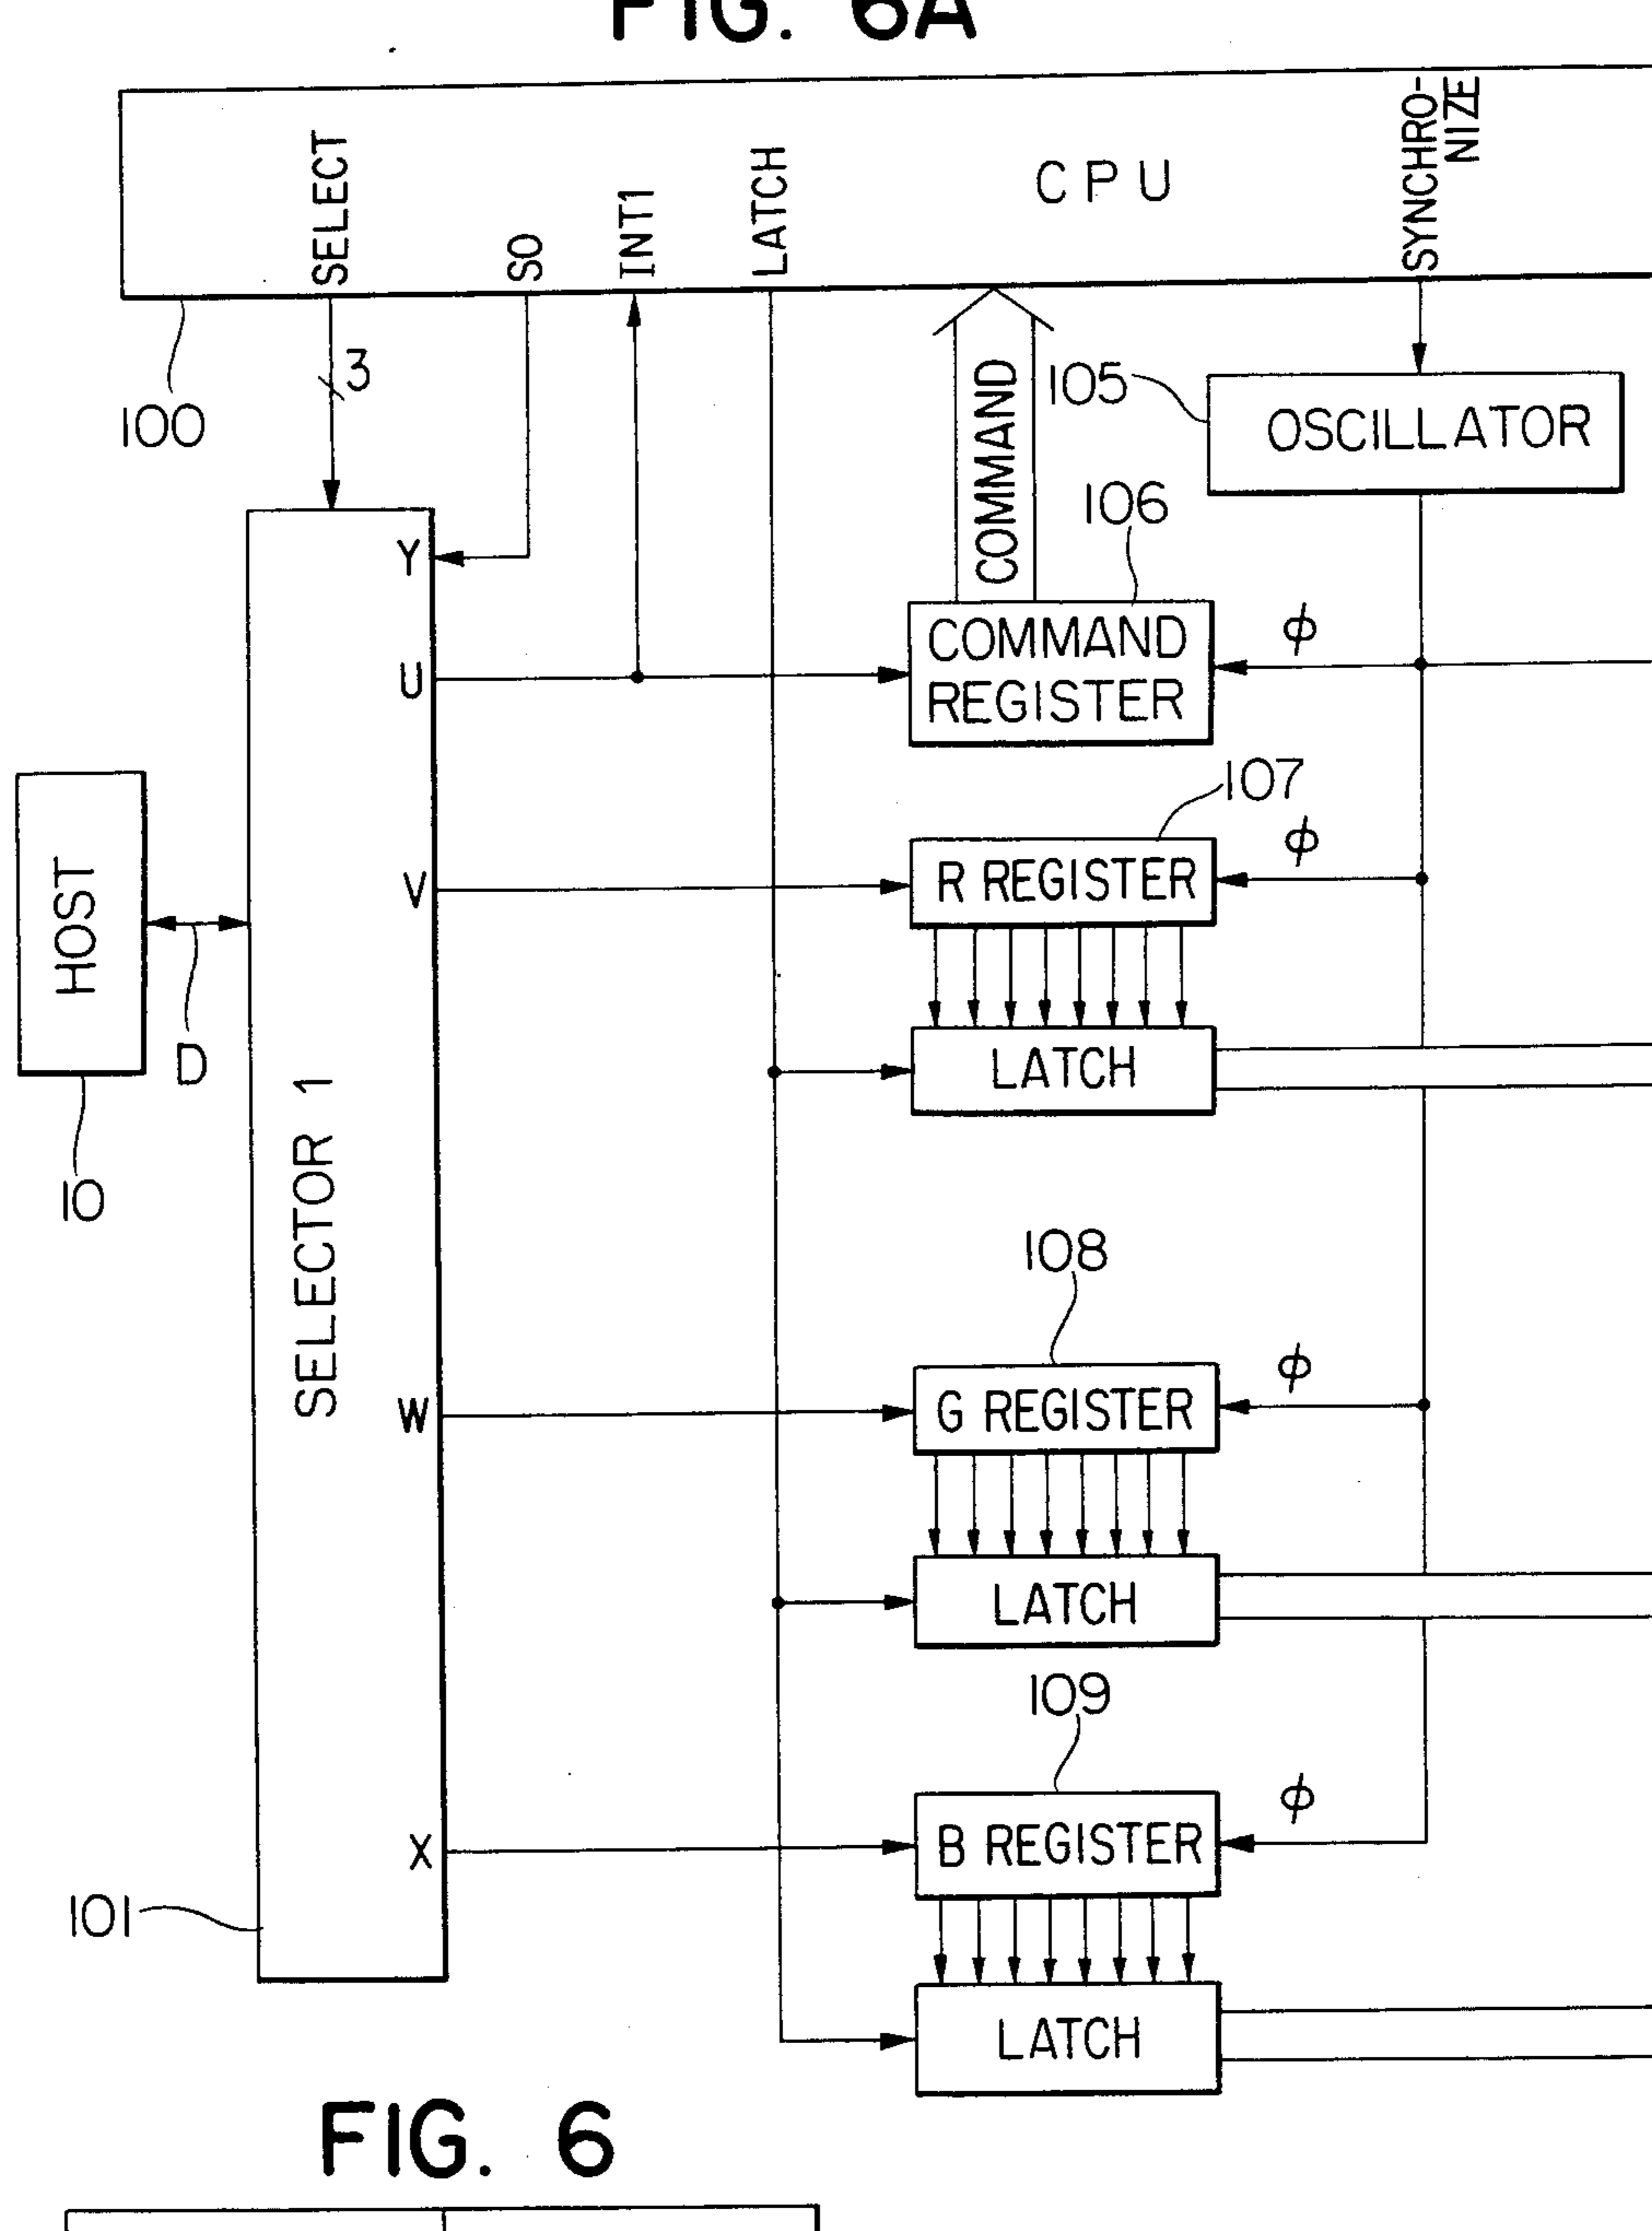 FIG. 6A
CPU
SELECT
SO
INT1
LATCH
SYNCHRO-
NIZE
100
3
COMMAND
105
OSCILLATOR
106
Y
COMMAND
REGISTER
φ
U
107
R REGISTER
φ
V
HOST
D
10
LATCH
SELECTOR 1
108
G REGISTER
φ
W
LATCH
109
B REGISTER
φ
X
101
LATCH
FIG. 6